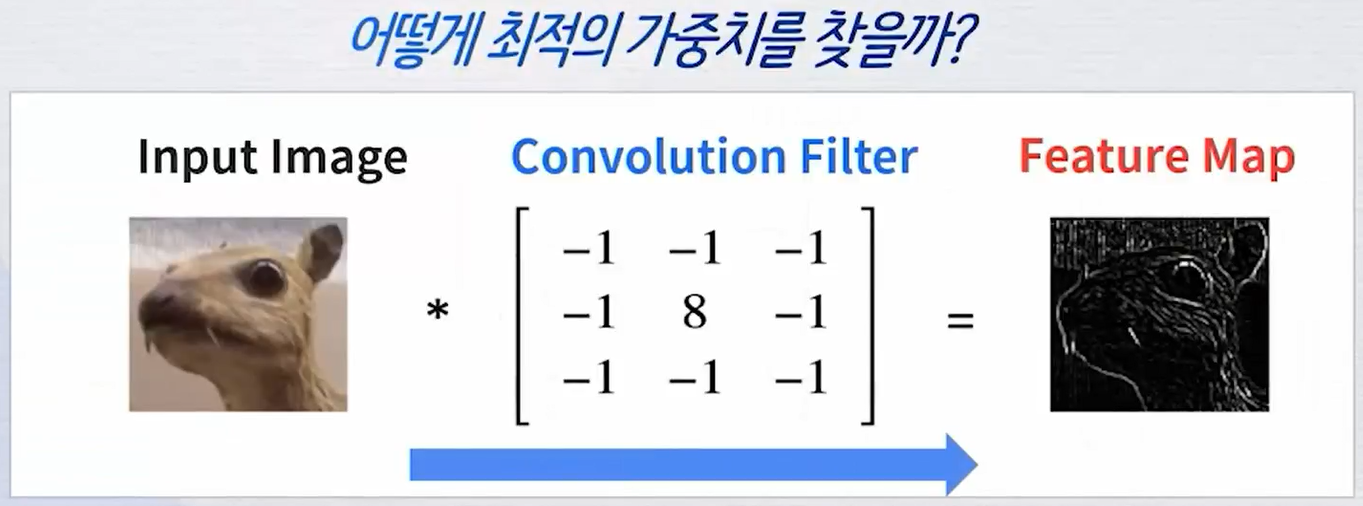 어떻게 최적의 가중치를 찾을까?
Input Image
Convolution Filter
Feature Map
−1 −1 −1
* −1 8 −1 =
−1 −1 −1